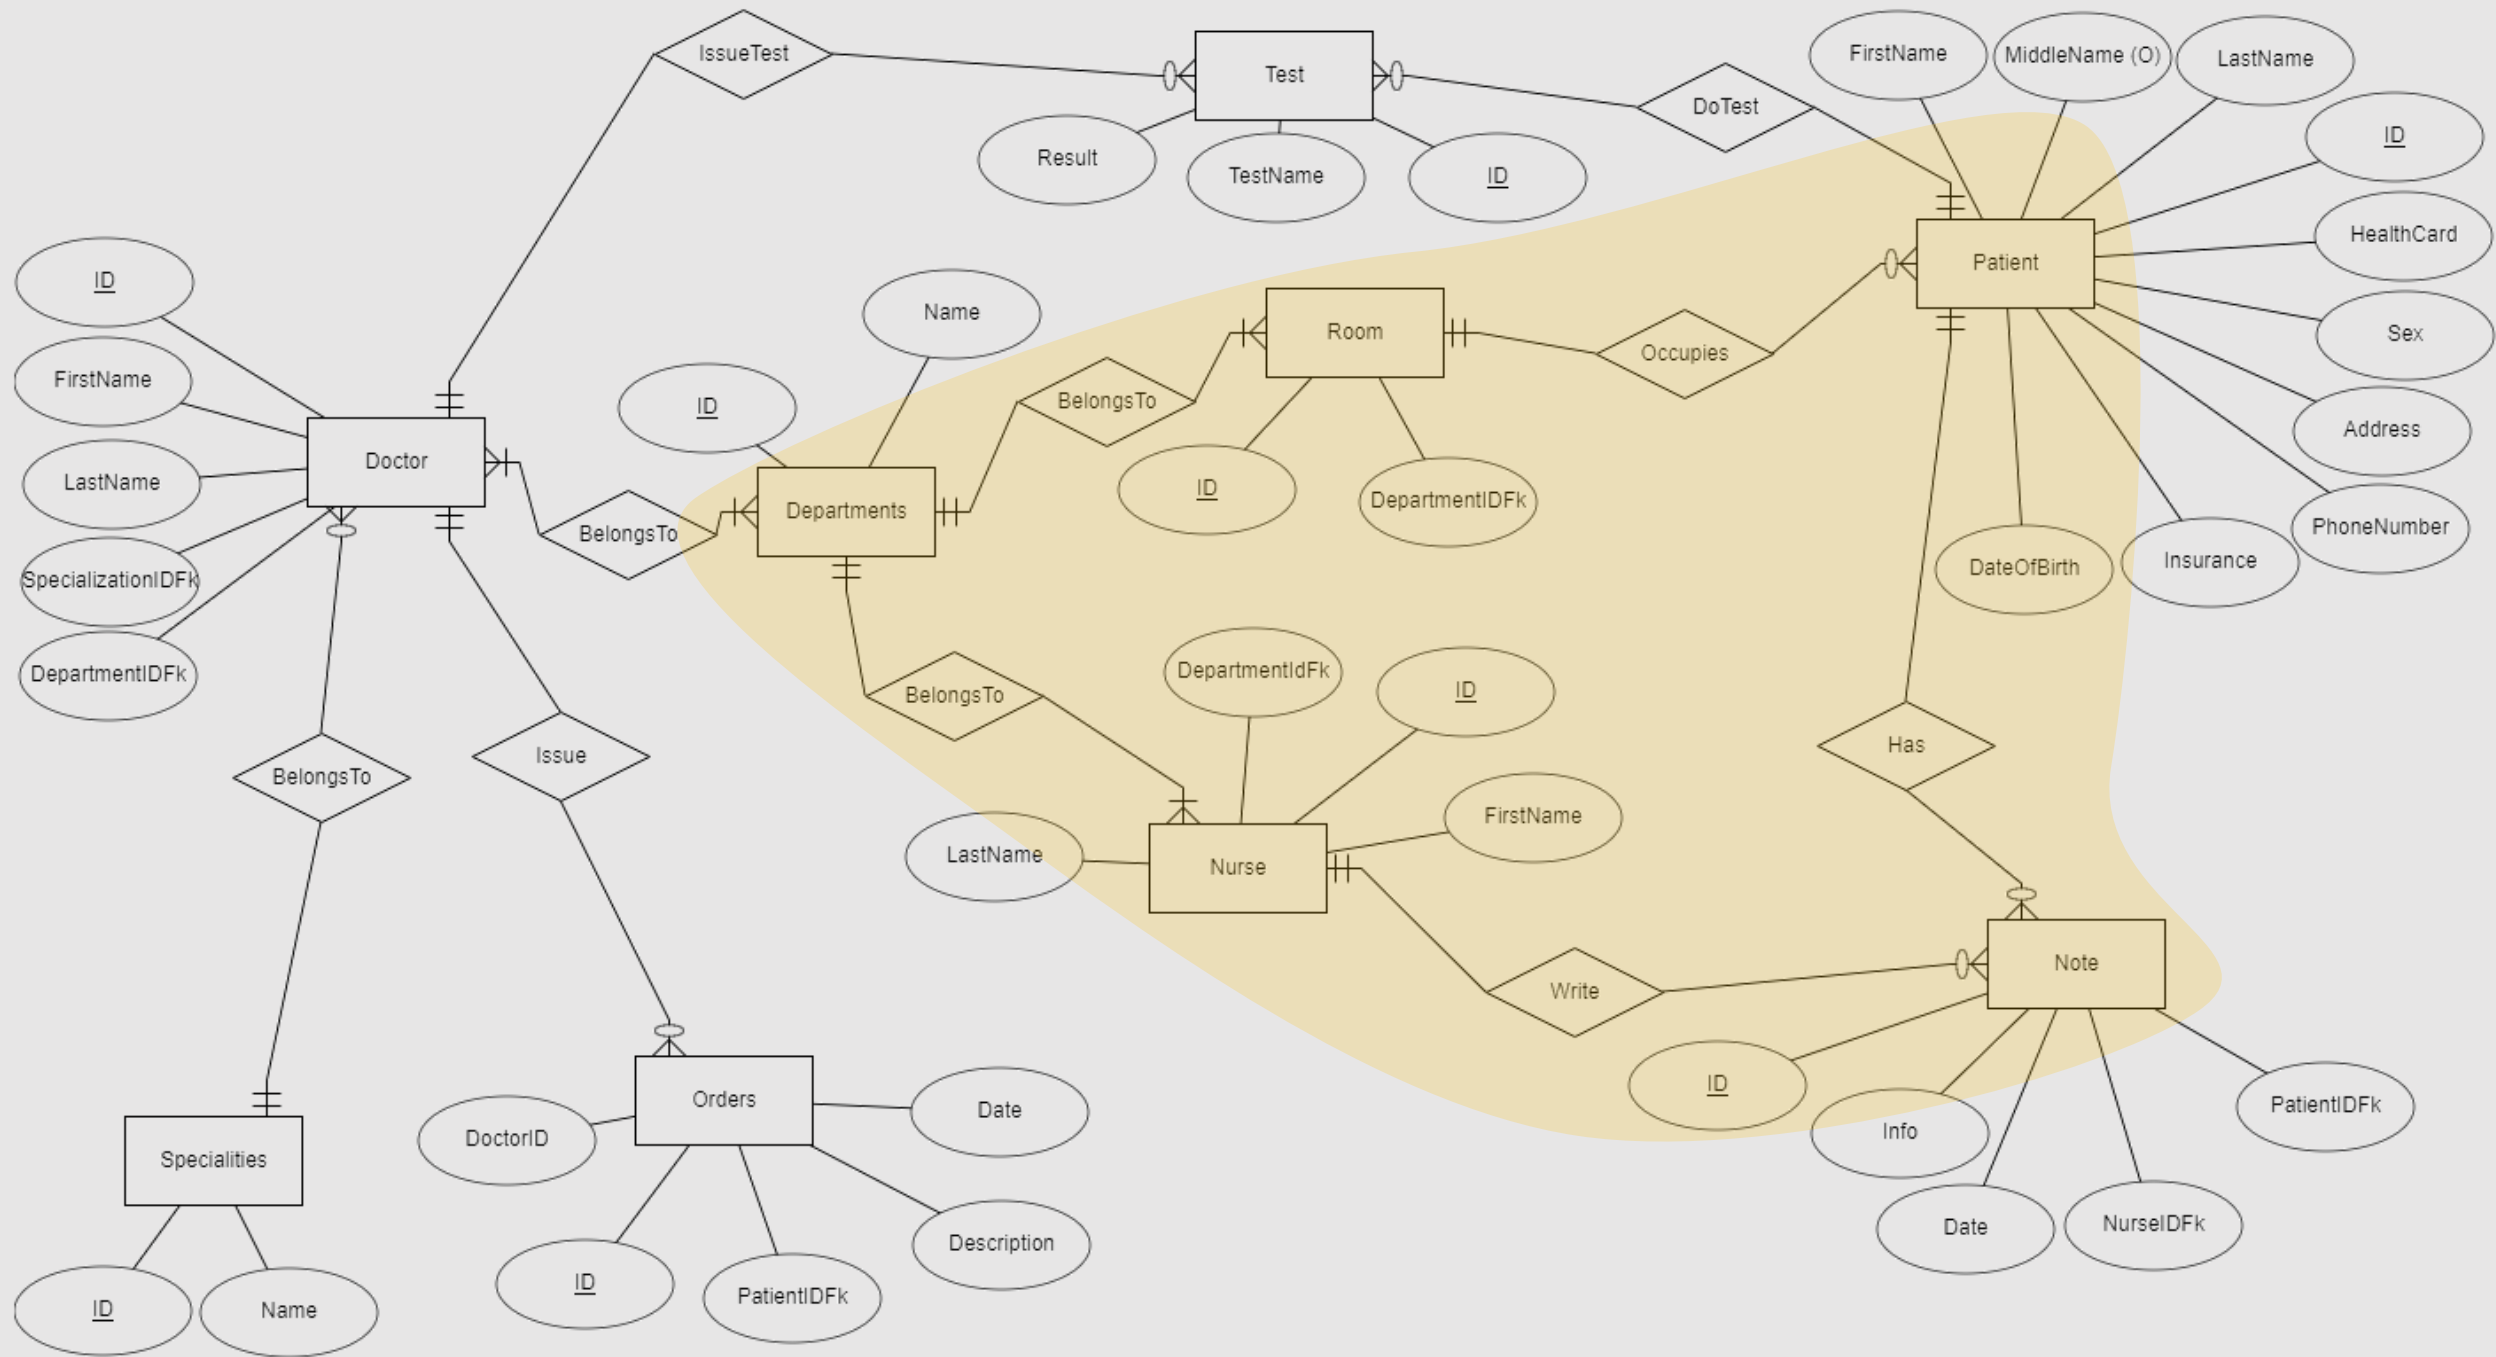 IssueTest
Test
DoTest
FirstName
MiddleName (O)
LastName
ID
Result
TestName
ID
HealthCard
Patient
Sex
Address
PhoneNumber
Insurance
DateOfBirth
ID
FirstName
LastName
SpecializationIDFk
DepartmentIDFk
Doctor
Name
ID
Departments
BelongsTo
BelongsTo
Room
Occupies
ID
DepartmentIDFk
BelongsTo
DepartmentIdFk
ID
FirstName
LastName
Nurse
Has
Write
Note
ID
Info
Date
NurseIDFk
PatientIDFk
BelongsTo
Issue
Specialities
ID
Name
Orders
DoctorID
Date
ID
PatientIDFk
Description